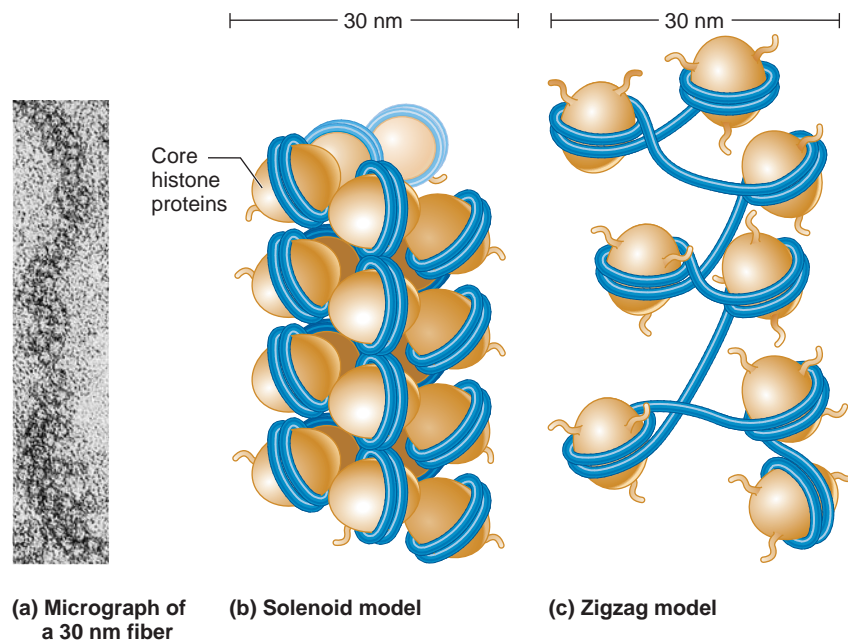 30 nm
30 nm
Core
histone
proteins
(a) Micrograph of
a 30 nm fiber
(b) Solenoid model
(c) Zigzag model